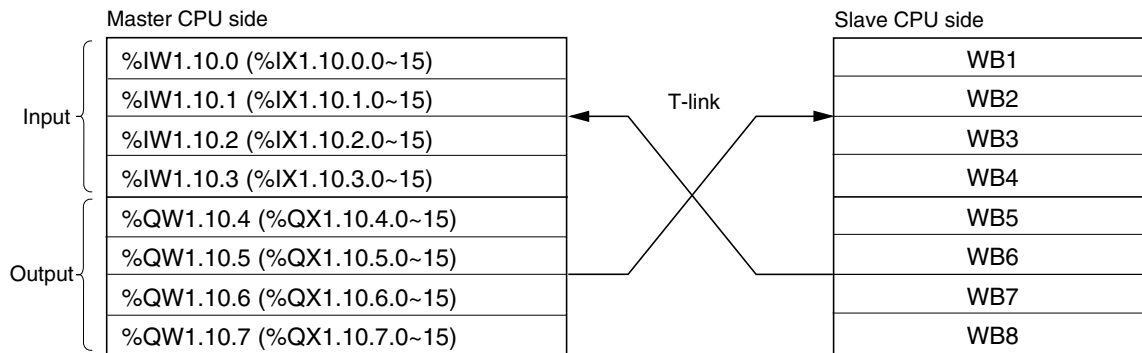 Master CPU side
Slave CPU side
Input
%IW1.10.0 (%IX1.10.0.0~15)
%IW1.10.1 (%IX1.10.1.0~15)
%IW1.10.2 (%IX1.10.2.0~15)
%IW1.10.3 (%IX1.10.3.0~15)
Output
%QW1.10.4 (%QX1.10.4.0~15)
%QW1.10.5 (%QX1.10.5.0~15)
%QW1.10.6 (%QX1.10.6.0~15)
%QW1.10.7 (%QX1.10.7.0~15)
T-link
WB1
WB2
WB3
WB4
WB5
WB6
WB7
WB8